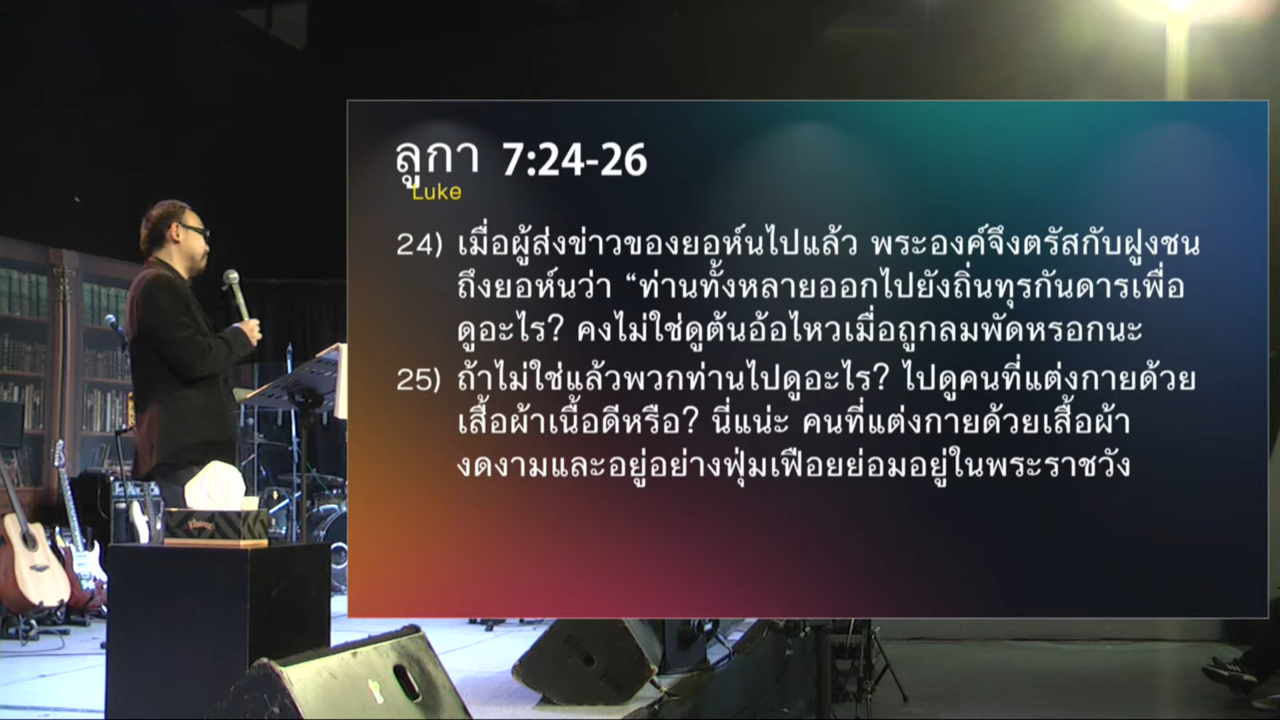 ลูกา 7:24-26
Luke
24) เมื่อผู้ส่งข่าวของยอห์นไปแล้ว พระองค์จึงตรัสกับฝูงชน
ถึงยอห์นว่า “ท่านทั้งหลายออกไปยังถิ่นทุรกันดารเพื่อ
ดูอะไร? คงไม่ใช่ดูต้นอ้อไหวเมื่อถูกลมพัดหรอกนะ
25) ถ้าไม่ใช่แล้วพวกท่านไปดูอะไร? ไปดูคนที่แต่งกายด้วย
เสื้อผ้าเนื้อดีหรือ? นี่แน่ะ คนที่แต่งกายด้วยเสื้อผ้า
งดงามและอยู่อย่างฟุ่มเฟือยย่อมอยู่ในพระราชวัง
Kleenex